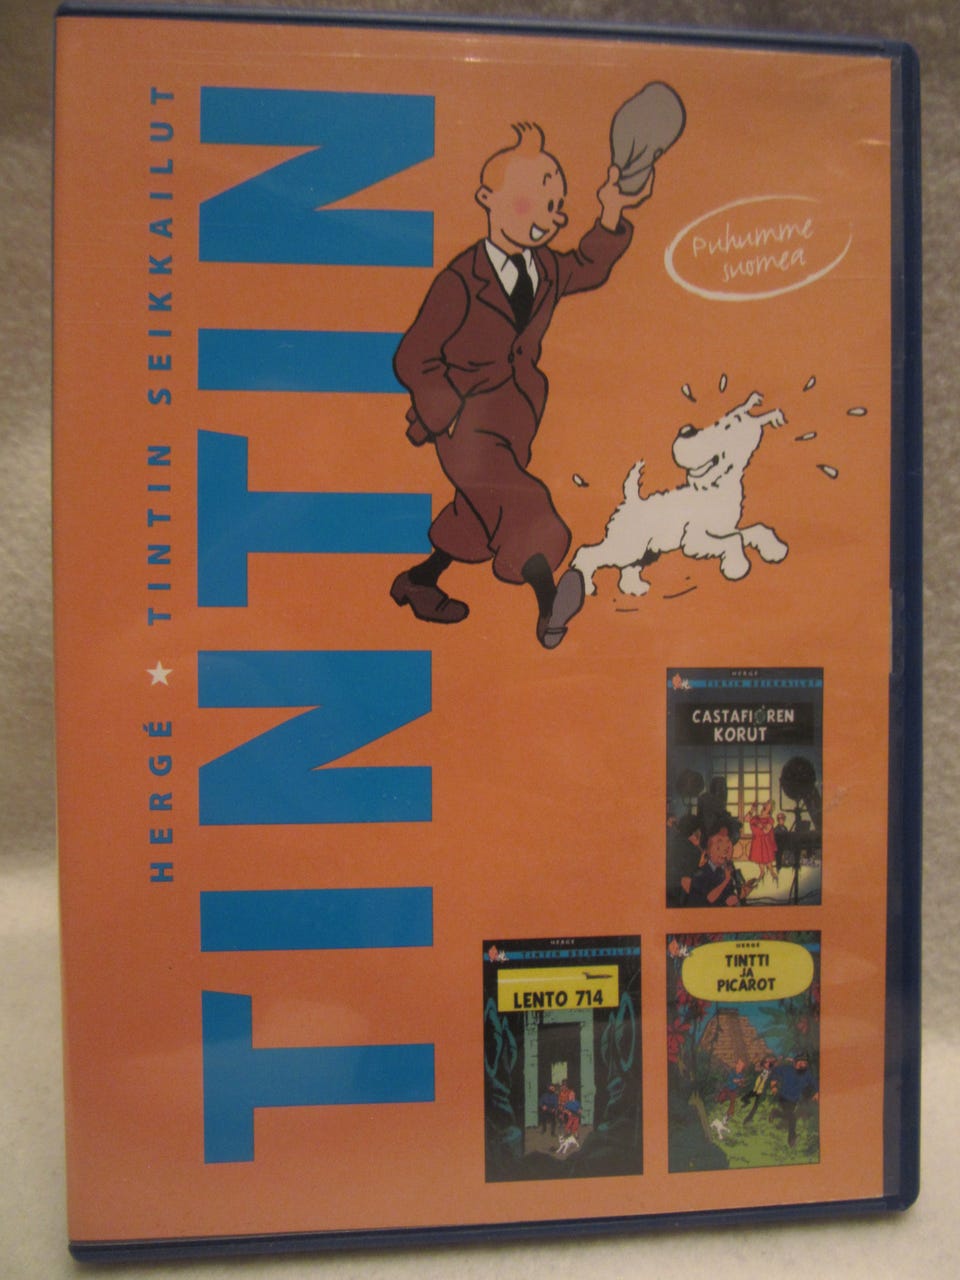 HERGÉ ★ TINTIN SEIKKAILUT
TINTIN
puhumme
suomea
HERGÉ
TINTIN SEIKKAILUT
CASTAFIOREN
KORUT
HERGÉ
TINTIN SEIKKAILUT
LENTO 714
HERGÉ
TINTTI
JA
PICAROT